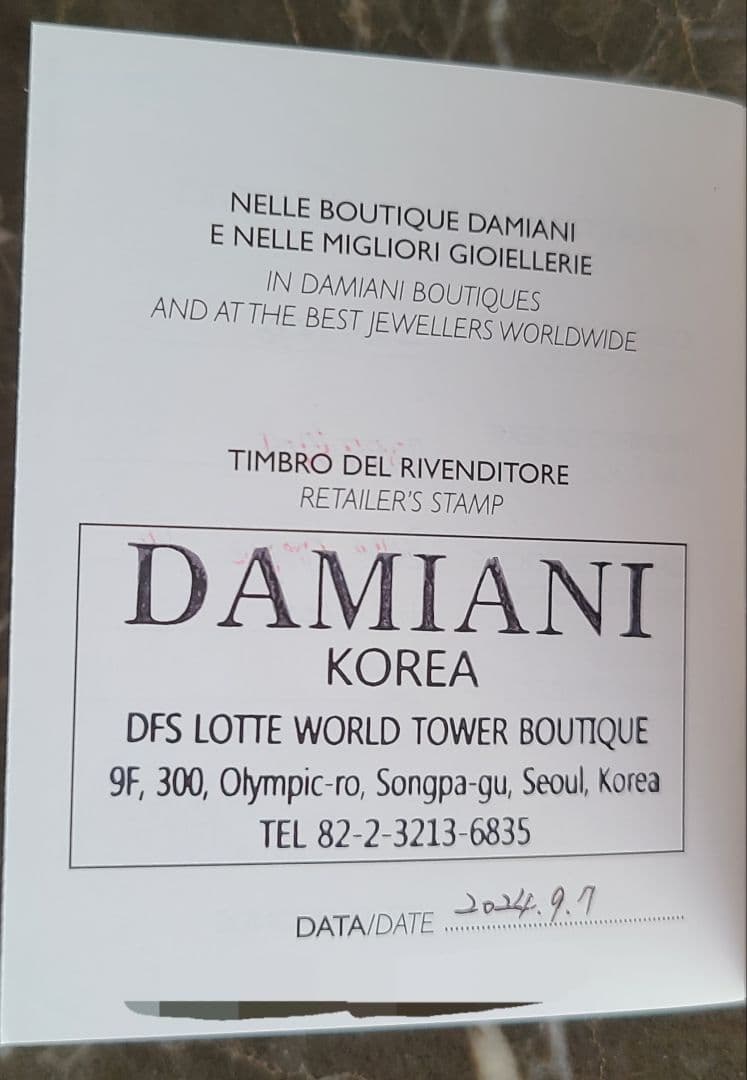 NELLE BOUTIQUE DAMIANI
E NELLE MIGLIORI GIOIELLERIE
IN DAMIANI BOUTIQUES
AND AT THE BEST JEWELLERS WORLDWIDE
TIMBRO DEL RIVENDITORE
RETAILER'S STAMP
DAMIANI
KOREA
DFS LOTTE WORLD TOWER BOUTIQUE
9F, 300, Olympic-ro, Songpa-gu, Seoul, Korea
TEL 82-2-3213-6835
DATA/DATE 2024.9.7